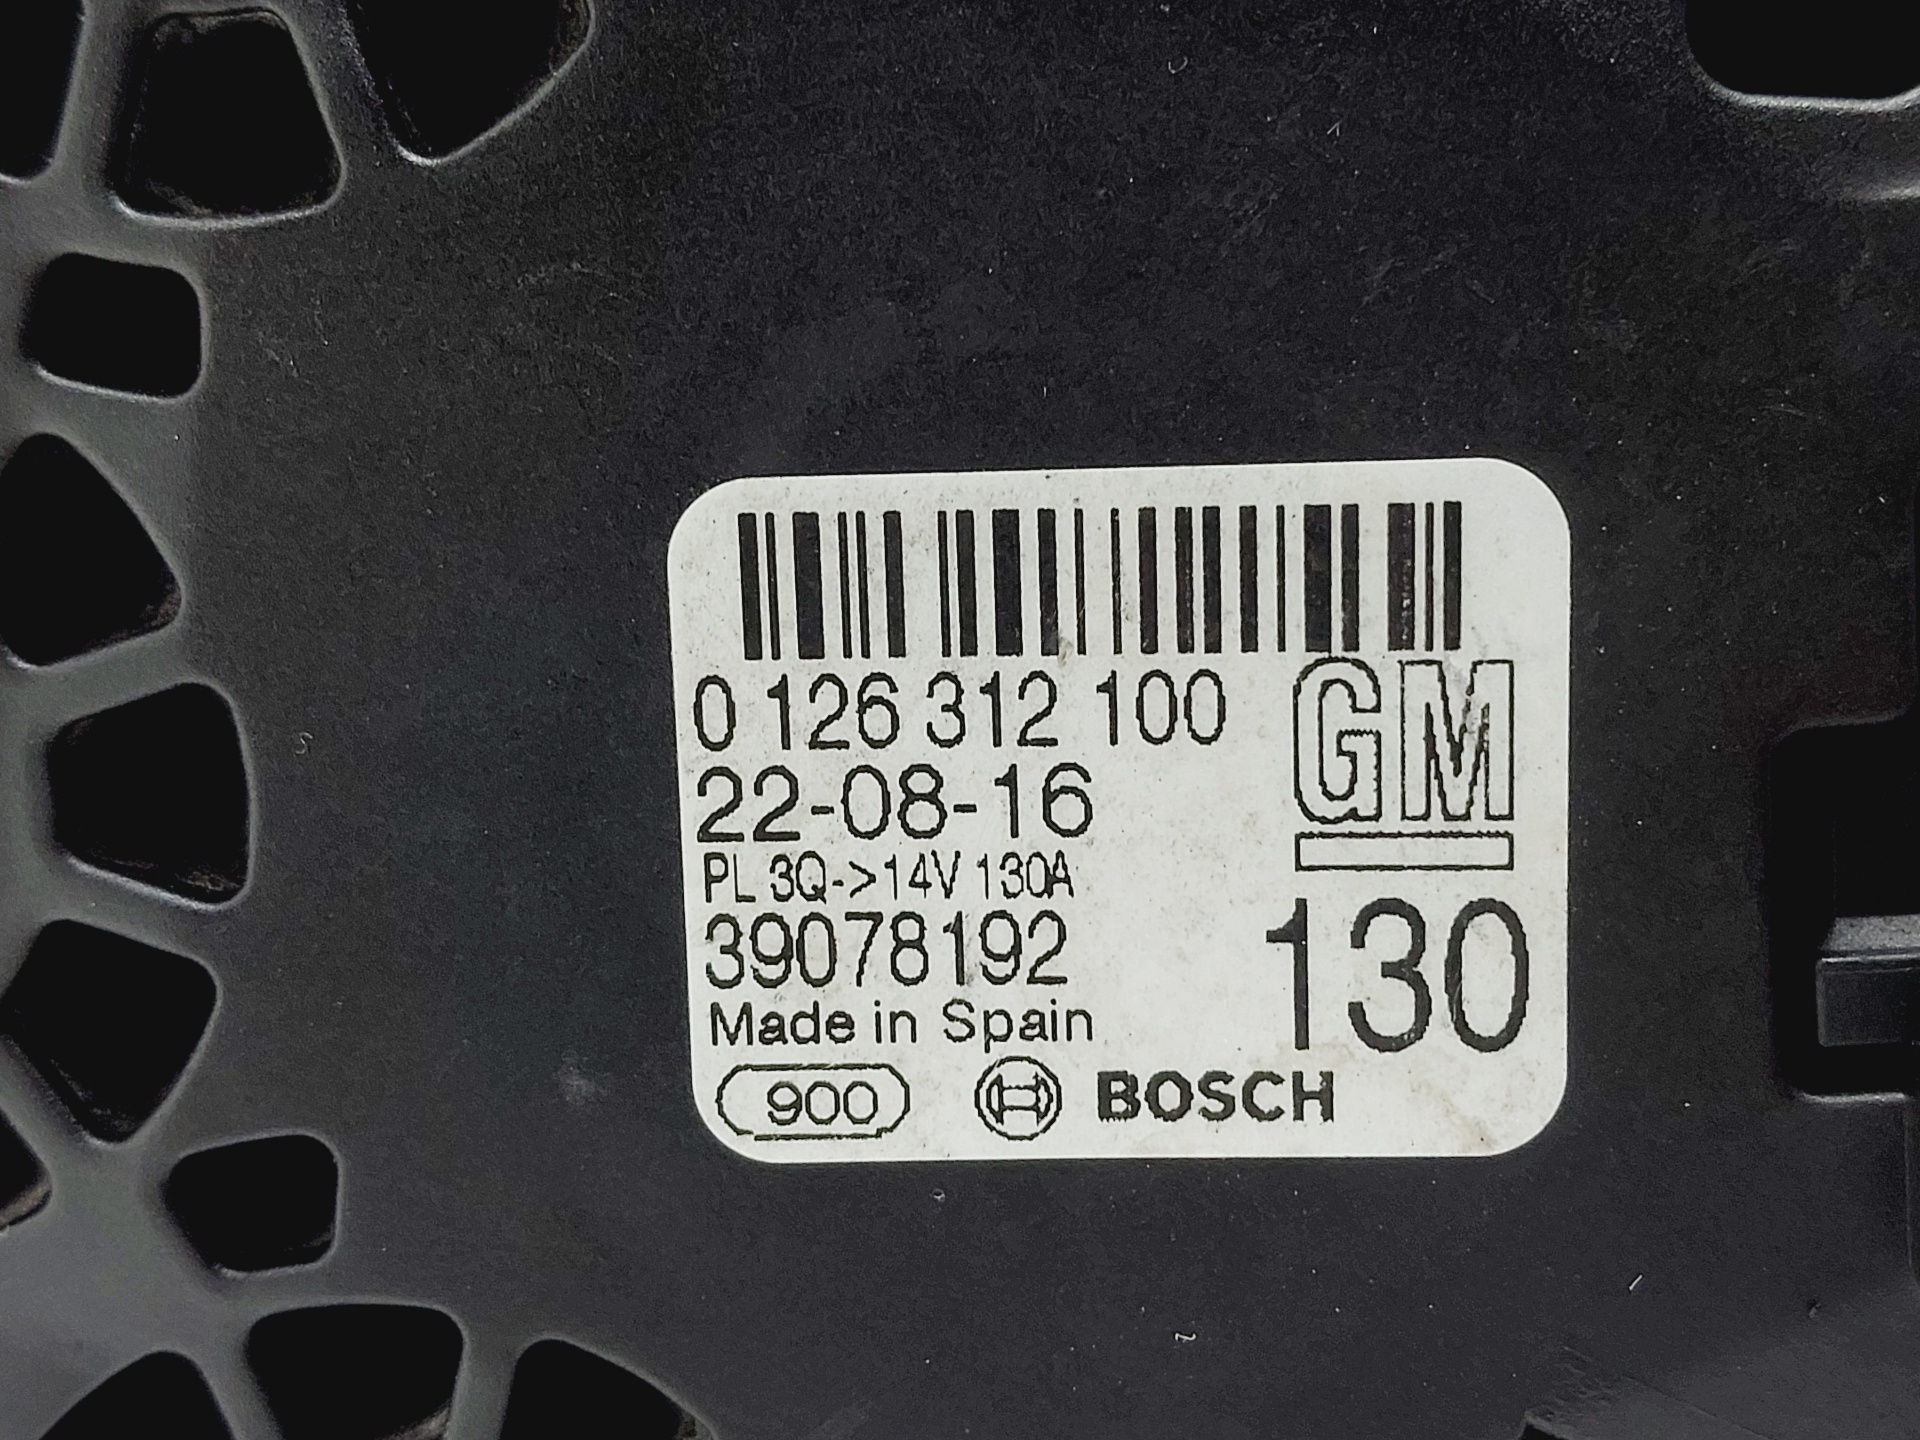 0 126 312 100
GM
22-08-16
PL 3Q->14V 130A
39078192
130
Made in Spain
900
BOSCH